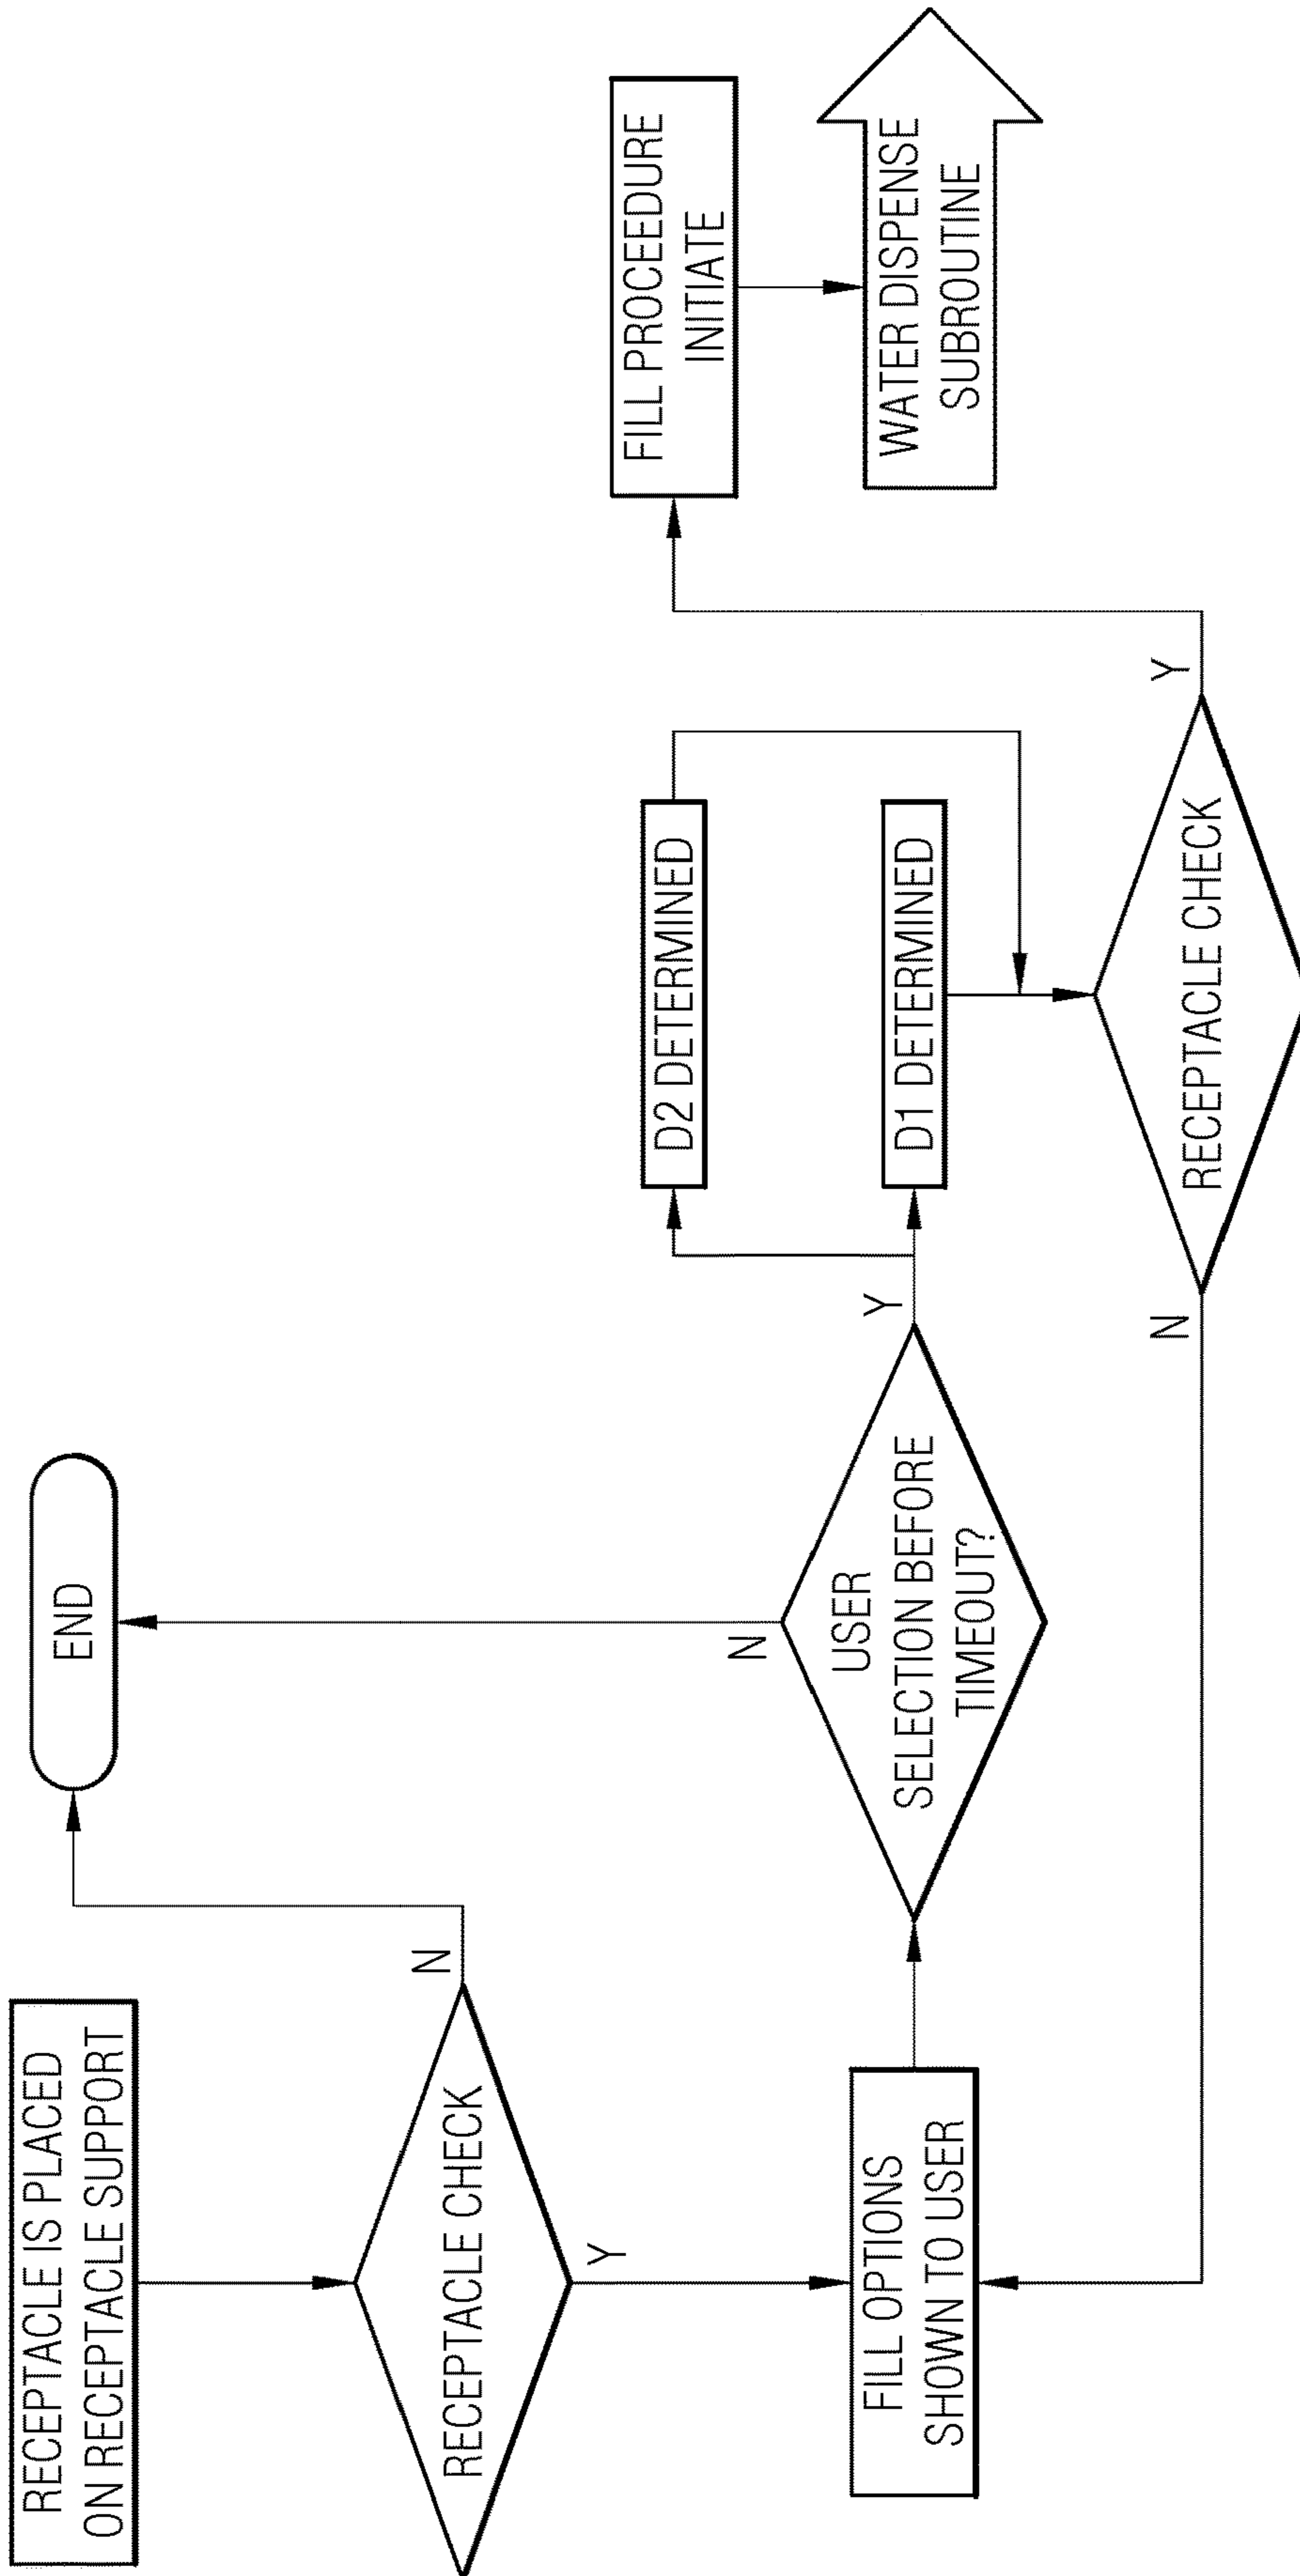 RECEPTACLE IS PLACED
ON RECEPTACLE SUPPORT
RECEPTACLE CHECK
N
Y
END
FILL OPTIONS
SHOWN TO USER
USER
SELECTION BEFORE
TIMEOUT?
N
Y
D2 DETERMINED
D1 DETERMINED
RECEPTACLE CHECK
N
Y
FILL PROCEEDURE
INITIATE
WATER DISPENSE
SUBROUTINE